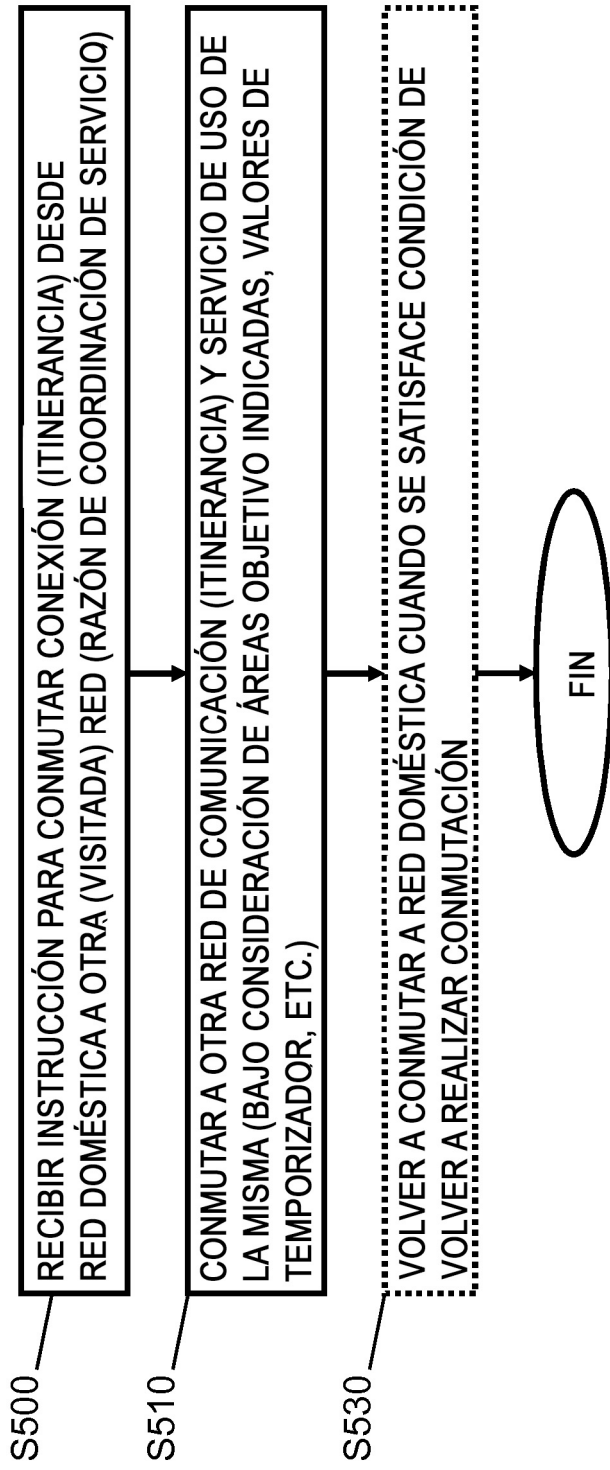 S500
RECIBIR INSTRUCCIÓN PARA CONMUTAR CONEXIÓN (ITINERANCIA) DESDE
RED DOMÉSTICA A OTRA (VISITADA) RED (RAZÓN DE COORDINACIÓN DE SERVICIO)
S510
CONMUTAR A OTRA RED DE COMUNICACIÓN (ITINERANCIA) Y SERVICIO DE USO DE
LA MISMA (BAJO CONSIDERACIÓN DE ÁREAS OBJETIVO INDICADAS, VALORES DE
TEMPORIZADOR, ETC.)
S530
VOLVER A CONMUTAR A RED DOMÉSTICA CUANDO SE SATISFACE CONDICIÓN DE
VOLVER A REALIZAR CONMUTACIÓN
FIN